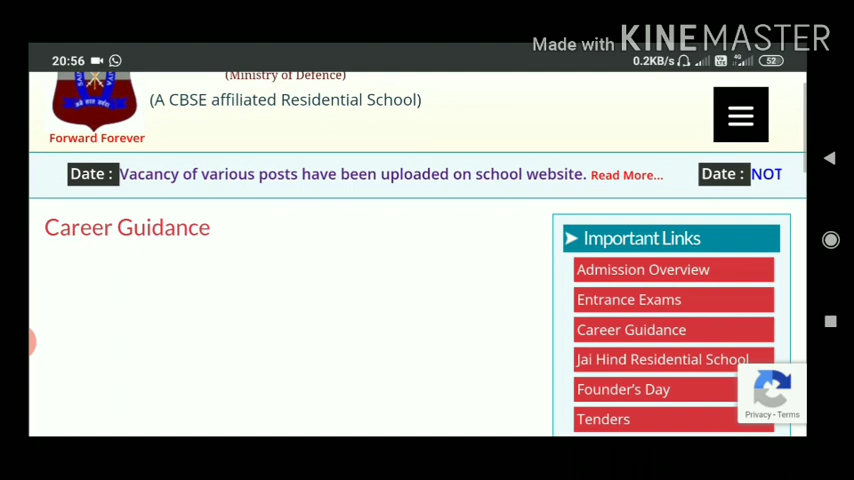 Made with KINEMASTER
20:56
0.2KB/s
4G
52
(Ministry of Defence)
(A CBSE affiliated Residential School)
Forward Forever
Date : Vacancy of various posts have been uploaded on school website. Read More... Date : NOT
Career Guidance
Important Links
Admission Overview
Entrance Exams
Career Guidance
Jai Hind Residential School
Founder's Day
Tenders
Privacy - Terms